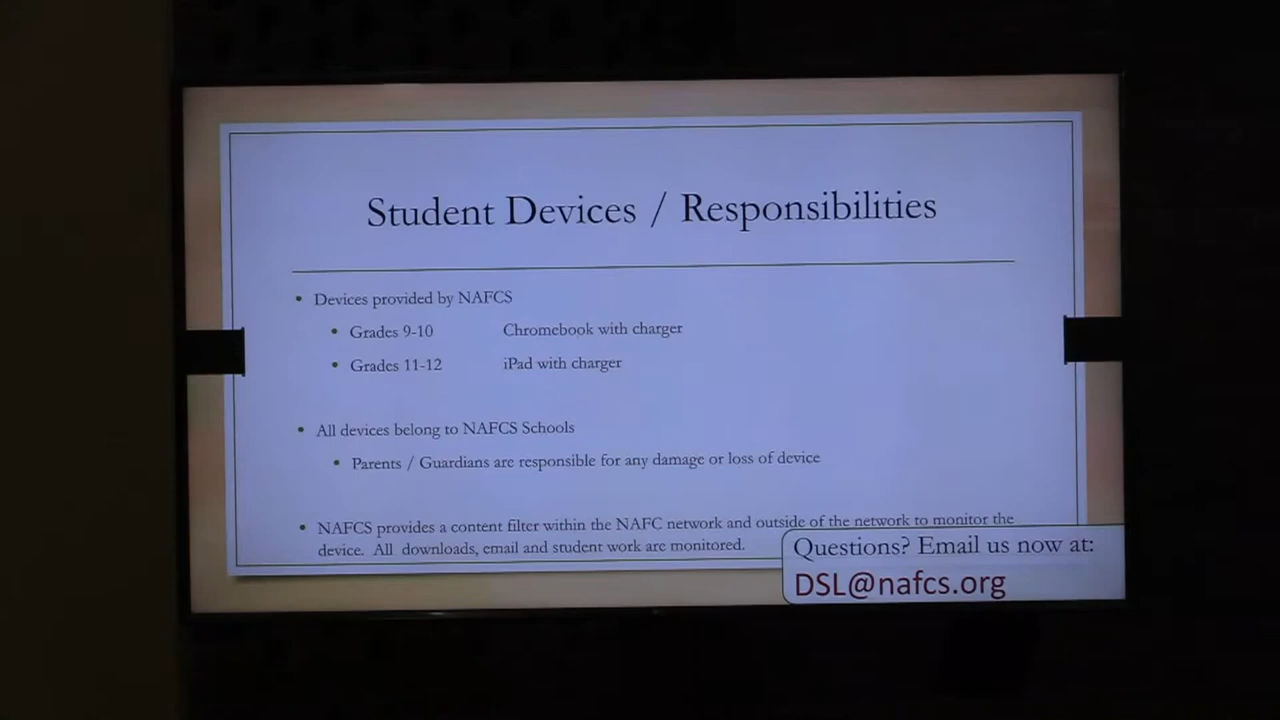 Student Devices / Responsibilities
• Devices provided by NAFCS
• Grades 9-10 Chromebook with charger
• Grades 11-12 iPad with charger
• All devices belong to NAFCS Schools
• Parents / Guardians are responsible for any damage or loss of device
• NAFCS provides a content filter within the NAFC network and outside of the network to monitor the
device. All downloads, email and student work are monitored.
Questions? Email us now at:
DSL@nafcs.org